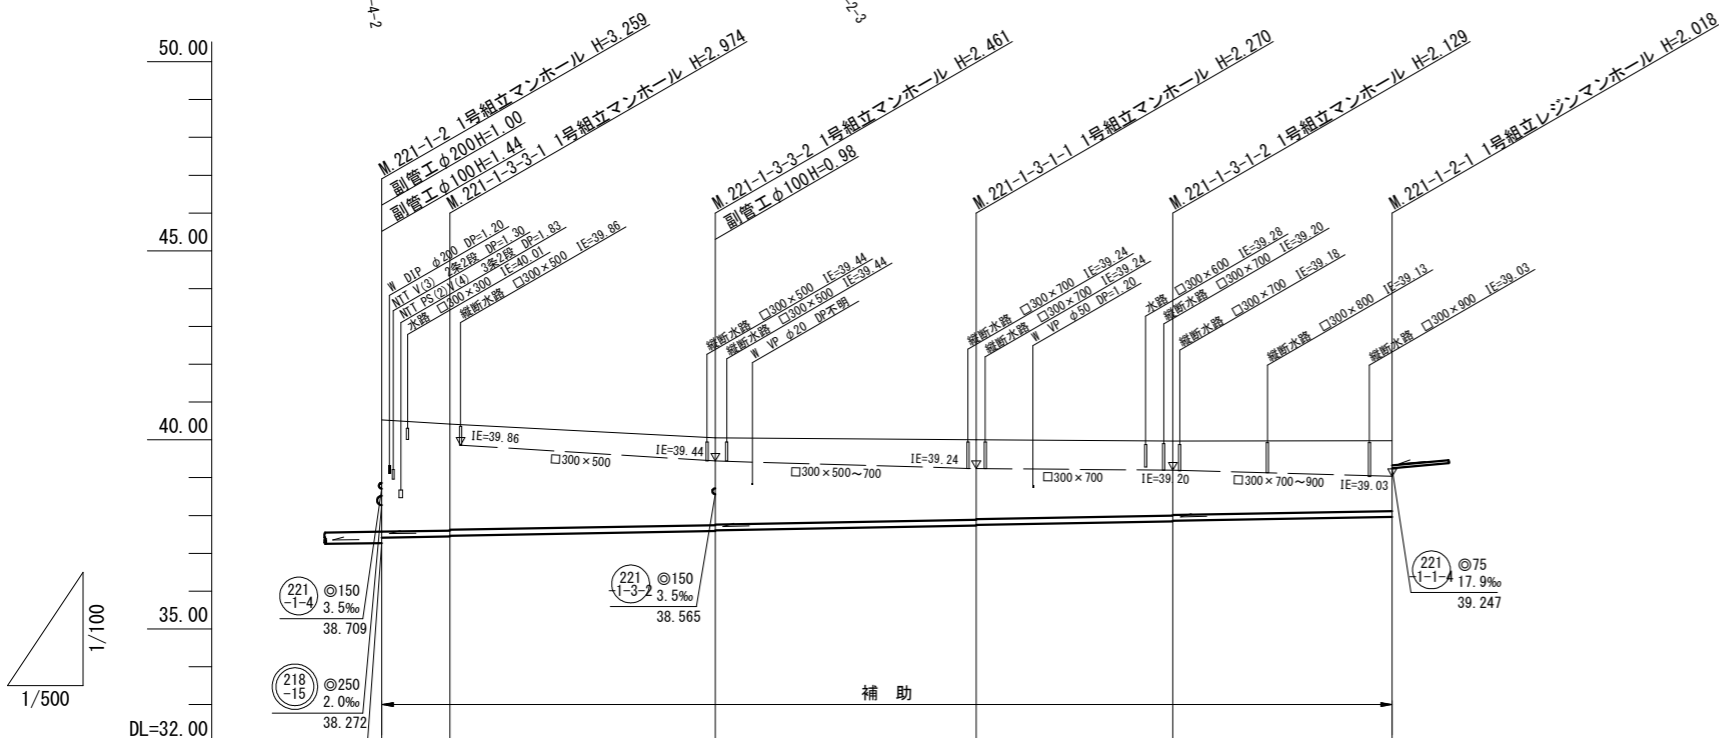 -4-2
-2-3
50.00
45.00
40.00
35.00
DL=32.00
1/100
1/500
M.221-1-2 1号組立マンホール H=3.259
副管工φ200H=1.00
副管工φ100H=1.44
M.221-1-3-3-1 1号組立マンホール H=2.974
M.221-1-3-3-2 1号組立マンホール H=2.461
副管工φ100H=0.98
M.221-1-3-1-1 1号組立マンホール H=2.270
M.221-1-3-1-2 1号組立マンホール H=2.129
M.221-1-2-1 1号組立レジンマンホール H=2.018
W DIP φ200 DP=1.20
NTT V(3) 2条2段 DP=1.30
NTT PS(2)V(4) 3条2段 DP=1.83
水路 □300×300 IE=40.01
縦断水路 □300×500 IE=39.86
縦断水路 □300×500 IE=39.44
縦断水路 □300×500 IE=39.44
W VP φ20 DP不明
縦断水路 □300×700 IE=39.24
縦断水路 □300×700 IE=39.24
W VP φ50 DP=1.20
水路 □300×600 IE=39.28
縦断水路 □300×700 IE=39.20
縦断水路 □300×700 IE=39.18
縦断水路 □300×800 IE=39.13
縦断水路 □300×900 IE=39.03
IE=39.86
□300×500
IE=39.44
□300×500~700
IE=39.24
□300×700
IE=39.20
□300×700~900
IE=39.03
221
-1-4
◎150
3.5‰
38.709
218
-15
◎250
2.0‰
38.272
221
-1-3-2
◎150
3.5‰
38.565
221
-1-1-4
◎75
17.9‰
39.247
補 助